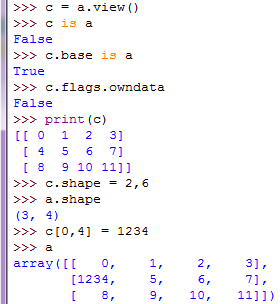 >>> c = a.view()
>>> c is a
False
>>> c.base is a
True
>>> c.flags.owndata
False
>>> print(c)
[[ 0  1  2  3]
 [ 4  5  6  7]
 [ 8  9 10 11]]
>>> c.shape = 2,6
>>> a.shape
(3, 4)
>>> c[0,4] = 1234
>>> a
array([[   0,    1,    2,    3],
       [1234,    5,    6,    7],
       [   8,    9,   10,   11]])